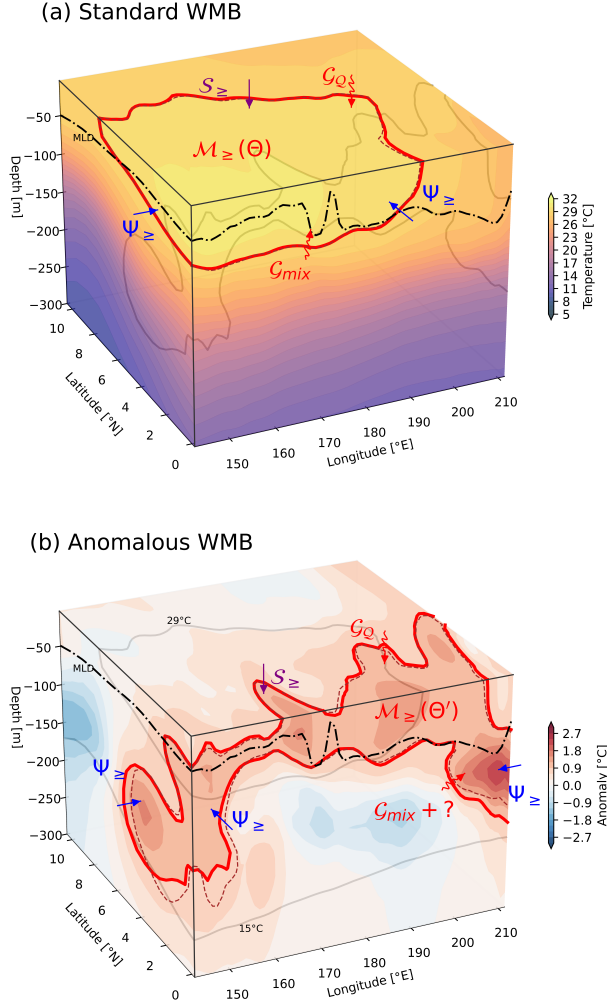 (a) Standard WMB
𝒮≥
𝒢Q
ℳ≥(Θ)
MLD
Ψ≥
Ψ≥
𝒢mix
−50
−100
−150
−200
−250
−300
Depth [m]
10
8
6
4
2
0
Latitude [°N]
150
160
170
180
190
200
210
Longitude [°E]
32
29
26
23
20
17
14
11
8
5
Temperature [°C]
(b) Anomalous WMB
29°C
𝒢Q
MLD
𝒮≥
ℳ≥(Θ′)
Ψ≥
Ψ≥
Ψ≥
𝒢mix + ?
15°C
−50
−100
−150
−200
−250
−300
Depth [m]
10
8
6
4
2
0
Latitude [°N]
150
160
170
180
190
200
210
Longitude [°E]
2.7
1.8
0.9
0.0
−0.9
−1.8
−2.7
Anomaly [°C]